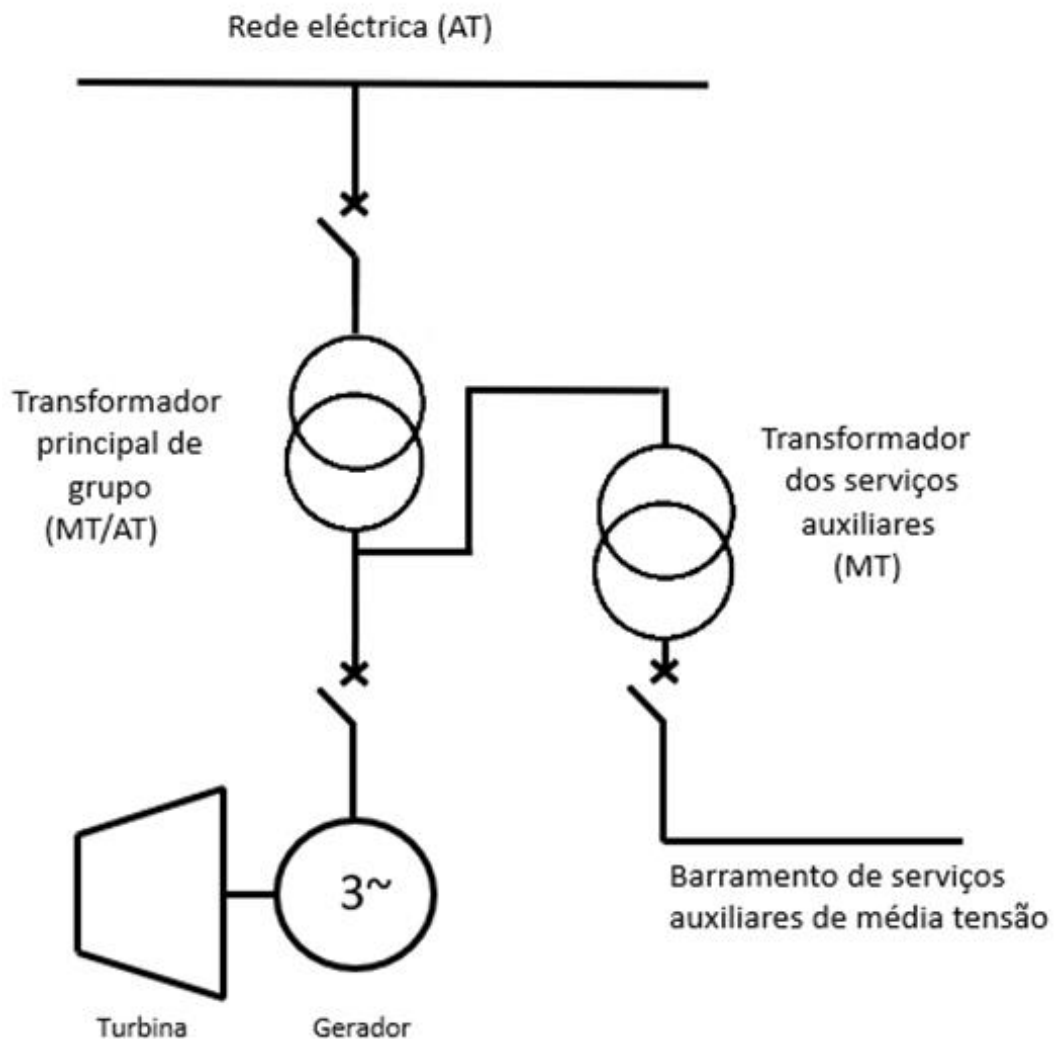 Rede eléctrica (AT)
Transformador
principal de
grupo
(MT/AT)
Transformador
dos serviços
auxiliares
(MT)
3~
Barramento de serviços
auxiliares de média tensão
Turbina
Gerador